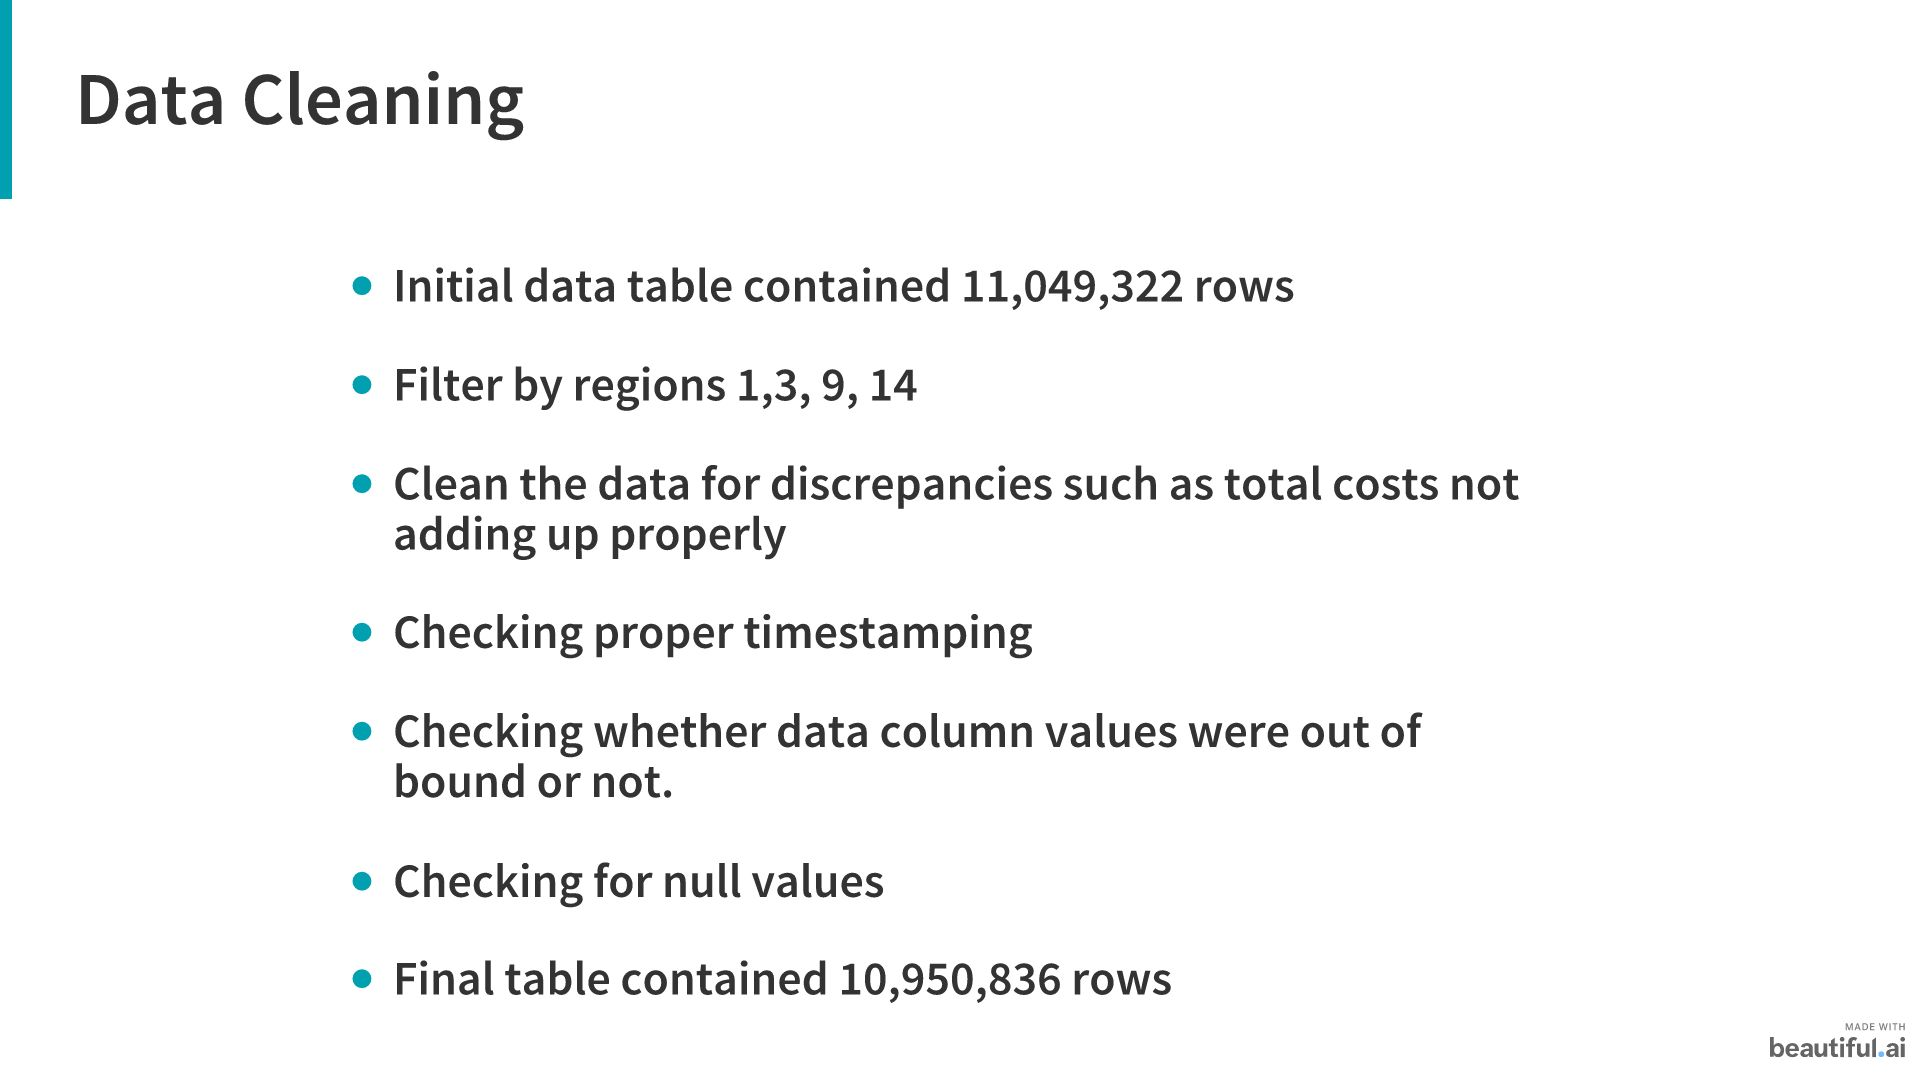 Data Cleaning
Initial data table contained 11,049,322 rows
Filter by regions 1,3, 9, 14
Clean the data for discrepancies such as total costs not
adding up properly
Checking proper timestamping
Checking whether data column values were out of
bound or not.
Checking for null values
Final table contained 10,950,836 rows
MADE WITH
beautiful.ai